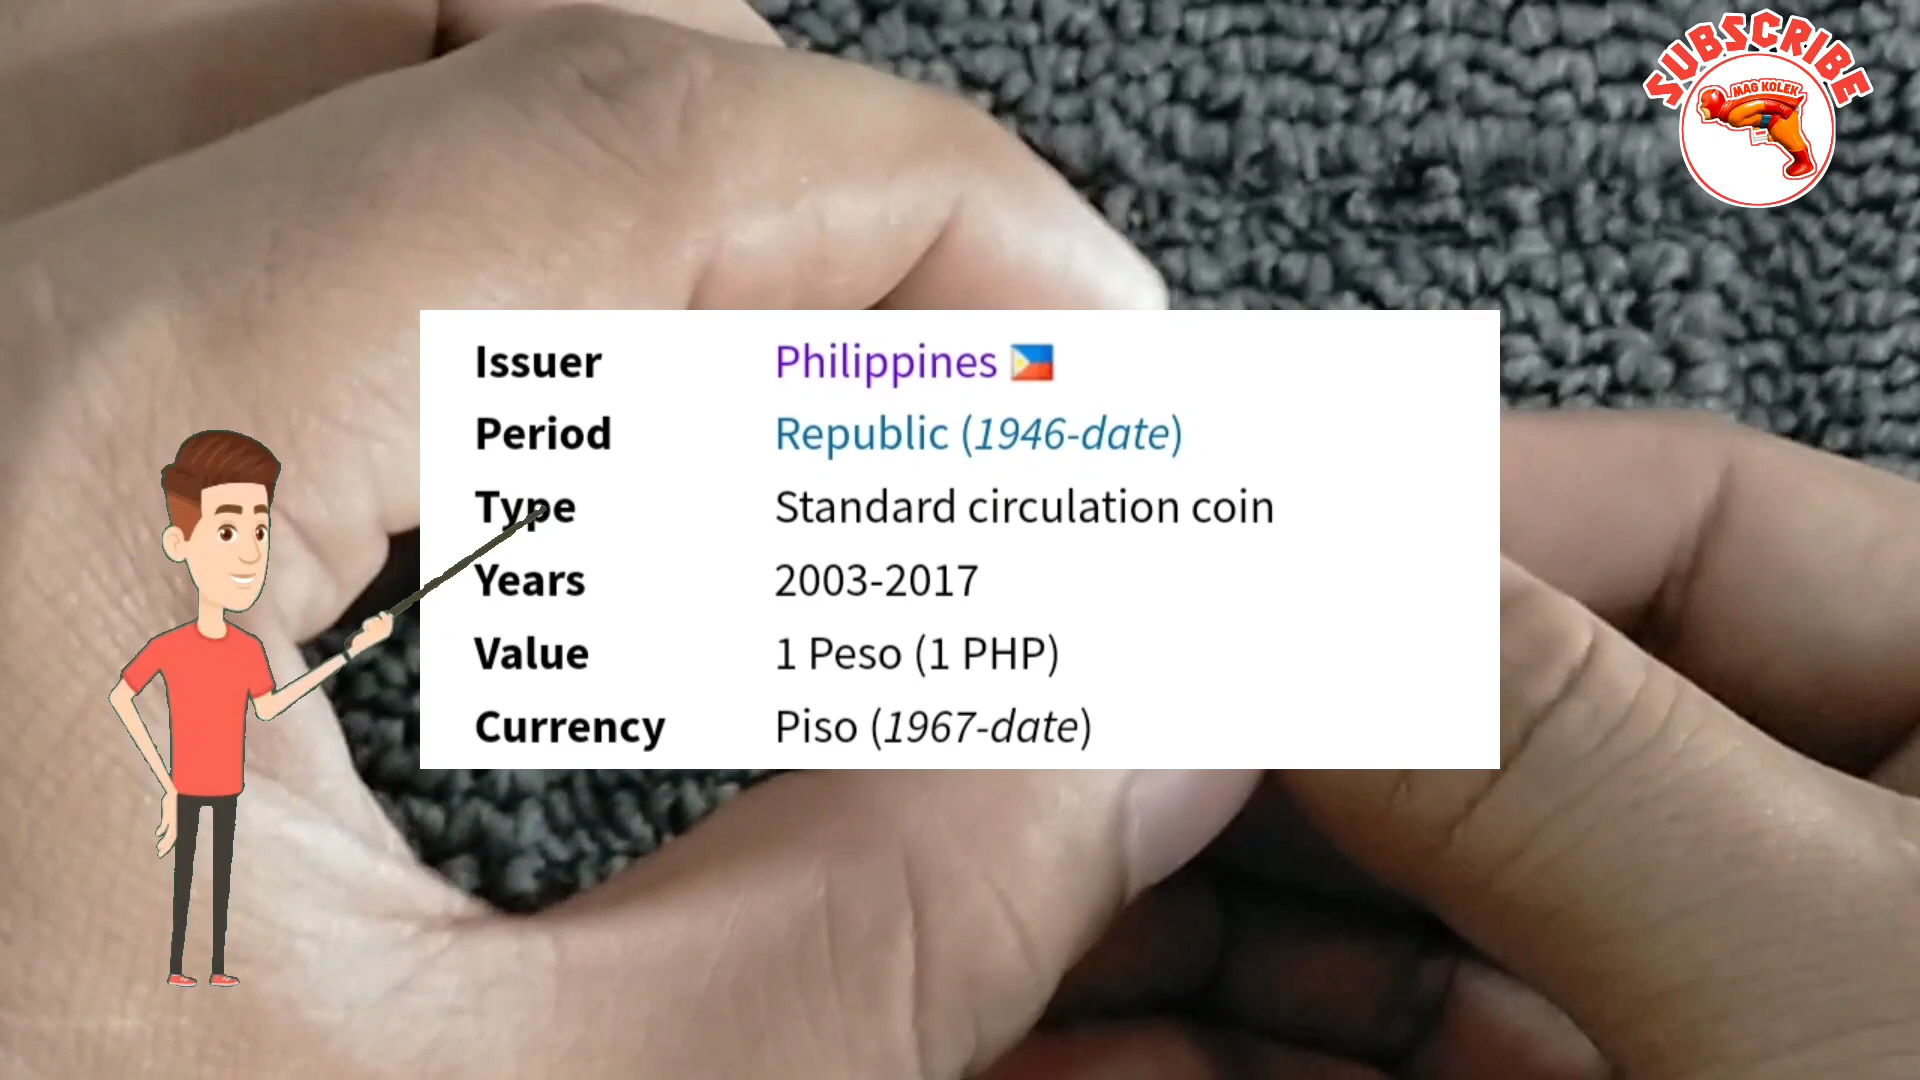 SUBSCRIBE
MAG KOLEK
Issuer Philippines 🇵🇭
Period Republic (1946-date)
Type Standard circulation coin
Years 2003-2017
Value 1 Peso (1 PHP)
Currency Piso (1967-date)